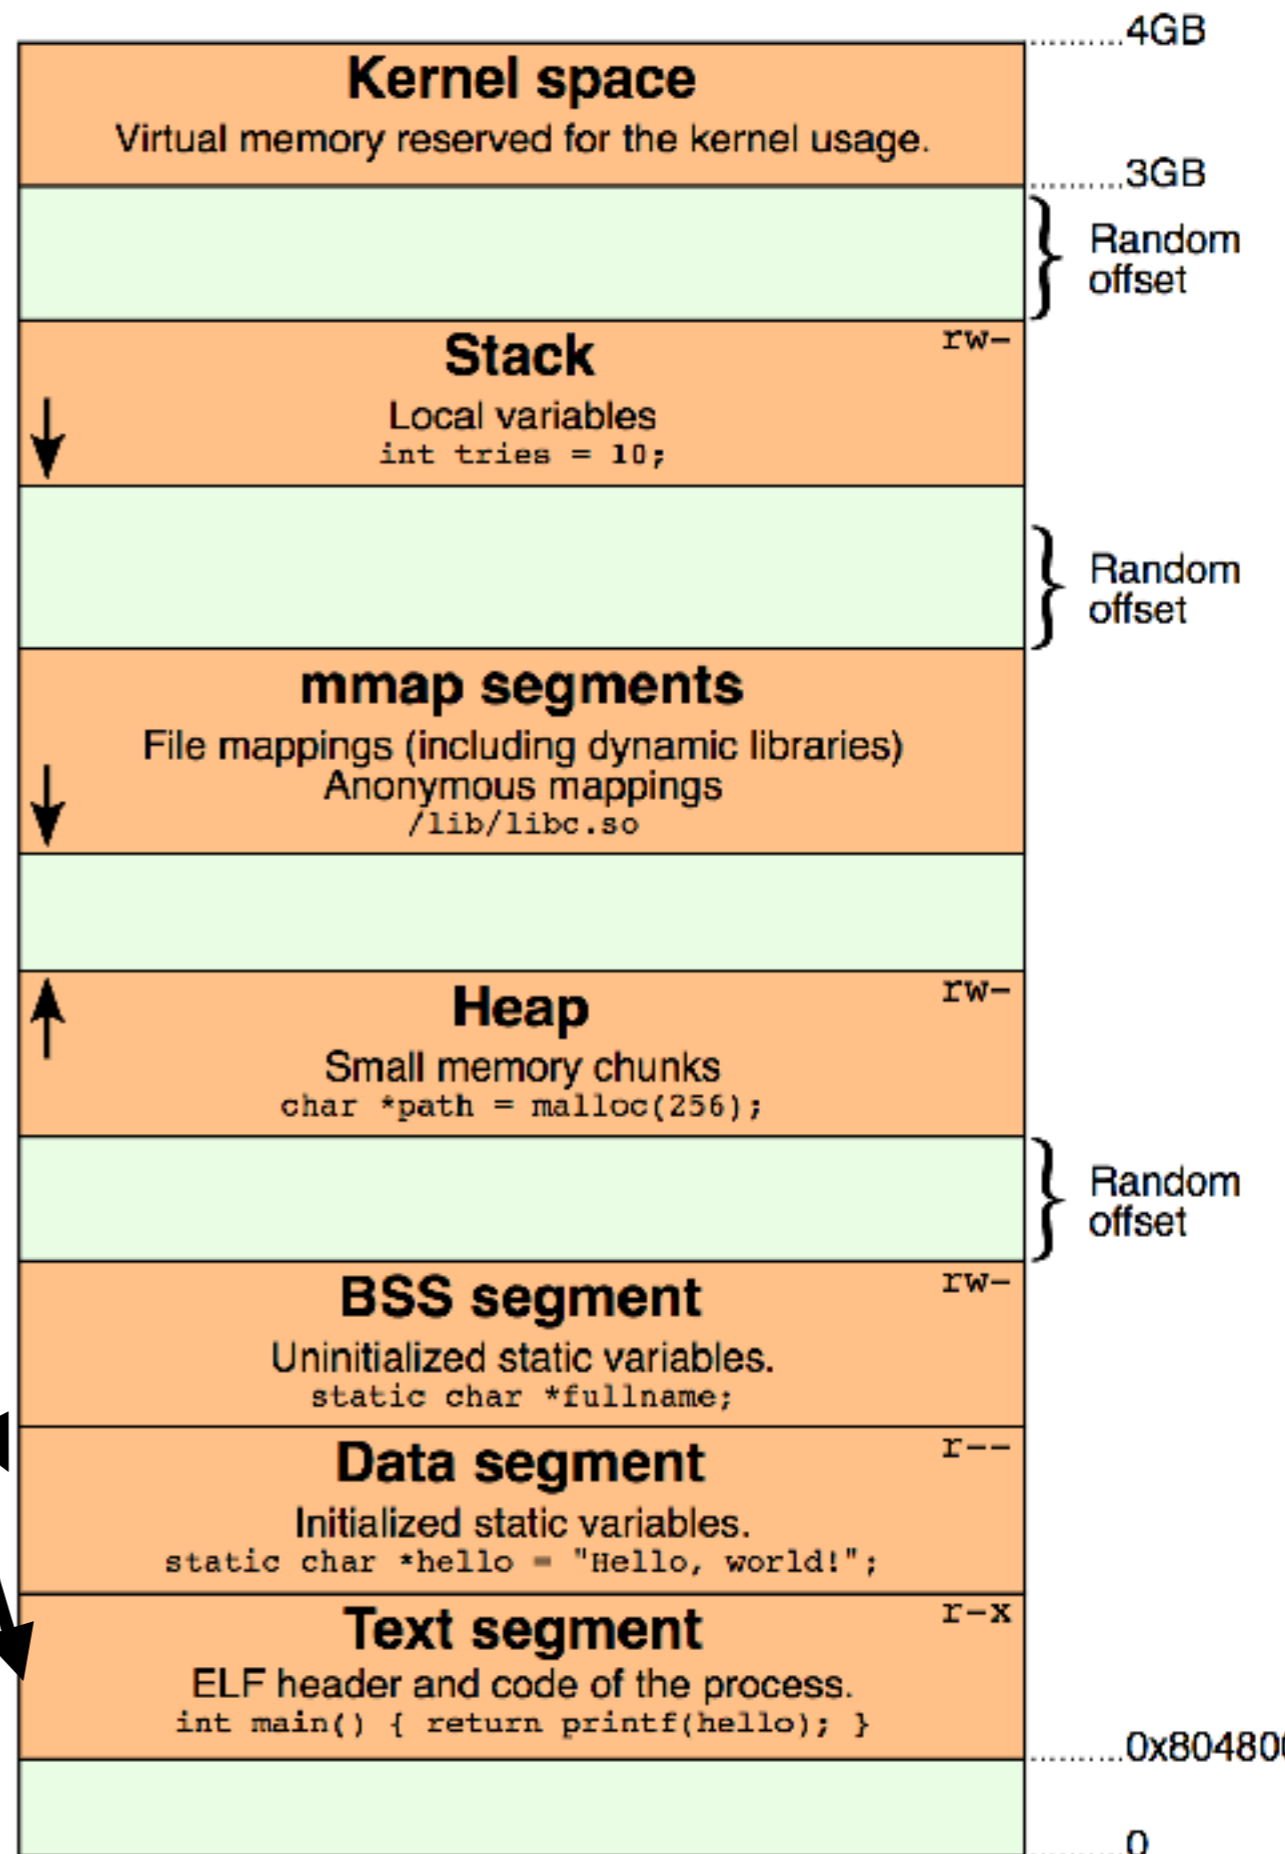 4GB
Kernel space
Virtual memory reserved for the kernel usage.
3GB
Random
offset
Stack
rw-
Local variables
int tries = 10;
Random
offset
mmap segments
File mappings (including dynamic libraries)
Anonymous mappings
/lib/libc.so
Heap
rw-
Small memory chunks
char *path = malloc(256);
Random
offset
BSS segment
rw-
Uninitialized static variables.
static char *fullname;
Data segment
r--
Initialized static variables.
static char *hello = "Hello, world!";
Text segment
r-x
ELF header and code of the process.
int main() { return printf(hello); }
0x804800
0